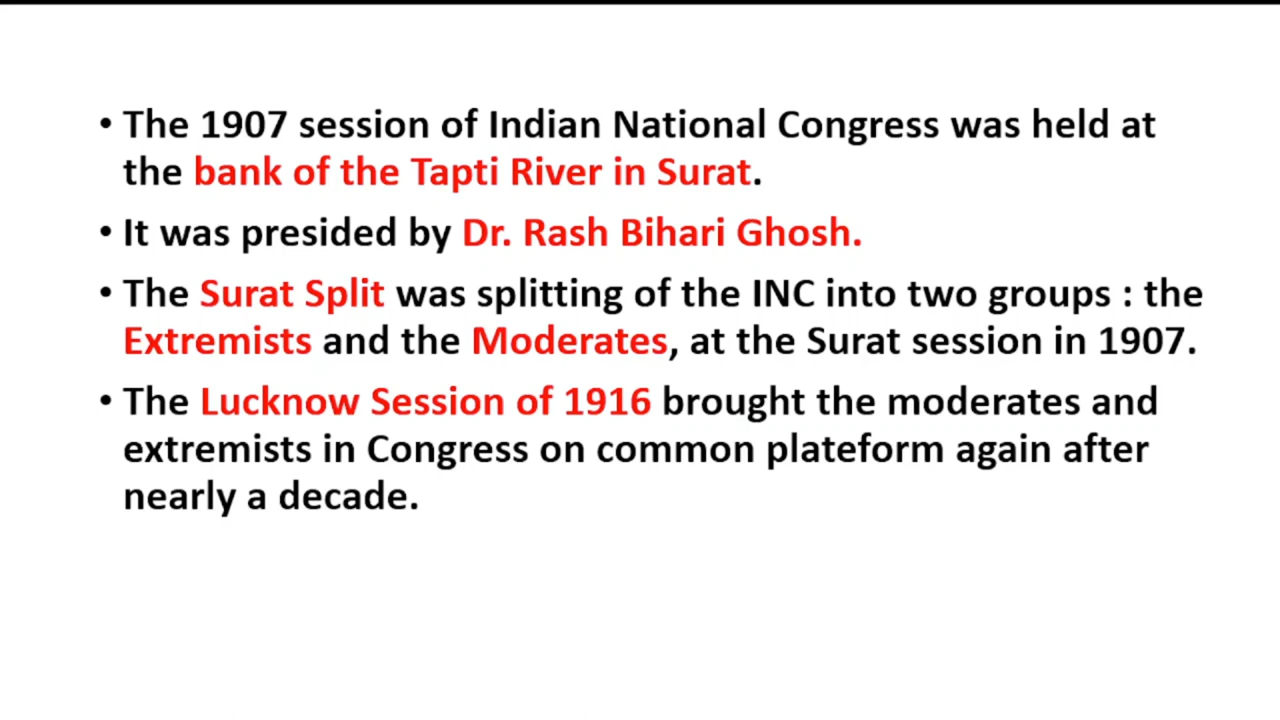 • The 1907 session of Indian National Congress was held at
the bank of the Tapti River in Surat.
• It was presided by Dr. Rash Bihari Ghosh.
• The Surat Split was splitting of the INC into two groups : the
Extremists and the Moderates, at the Surat session in 1907.
• The Lucknow Session of 1916 brought the moderates and
extremists in Congress on common plateform again after
nearly a decade.